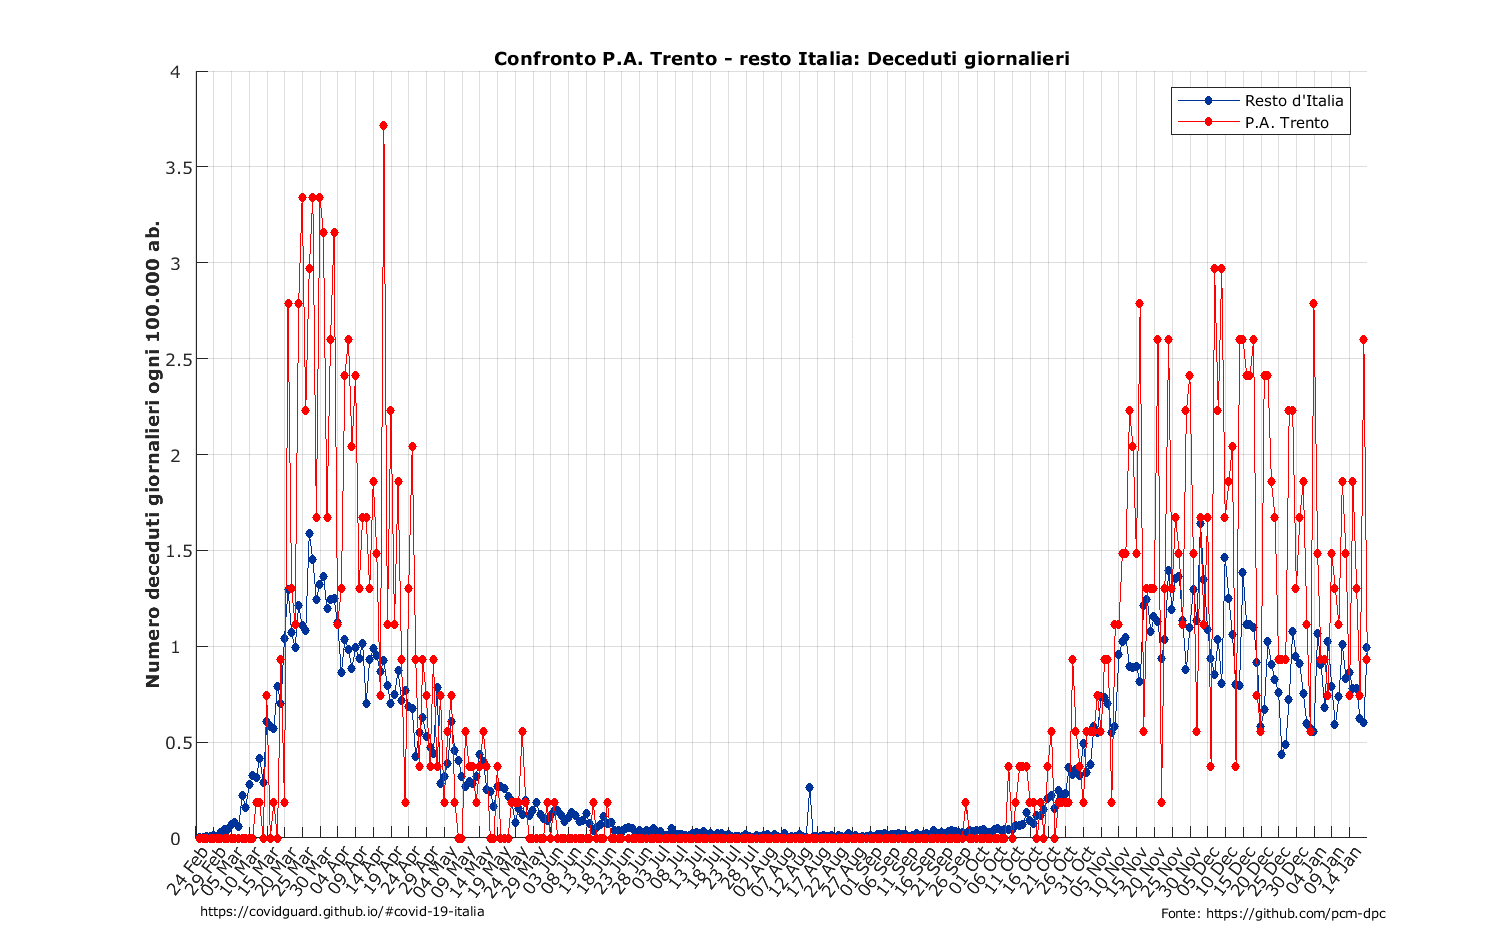 Confronto P.A. Trento - resto Italia: Deceduti giornalieri
Resto d'Italia
P.A. Trento
Numero deceduti giornalieri ogni 100.000 ab.
4
3.5
3
2.5
2
1.5
1
0.5
0
24 Feb
29 Feb
05 Mar
10 Mar
15 Mar
20 Mar
25 Mar
30 Mar
04 Apr
09 Apr
14 Apr
19 Apr
24 Apr
29 Apr
04 May
09 May
14 May
19 May
24 May
29 May
03 Jun
08 Jun
13 Jun
18 Jun
23 Jun
28 Jun
03 Jul
08 Jul
13 Jul
18 Jul
23 Jul
28 Jul
02 Aug
07 Aug
12 Aug
17 Aug
22 Aug
27 Aug
01 Sep
06 Sep
11 Sep
16 Sep
21 Sep
26 Sep
01 Oct
06 Oct
11 Oct
16 Oct
21 Oct
26 Oct
31 Oct
05 Nov
10 Nov
15 Nov
20 Nov
25 Nov
30 Nov
05 Dec
10 Dec
15 Dec
20 Dec
25 Dec
30 Dec
04 Jan
09 Jan
14 Jan
https://covidguard.github.io/#covid-19-italia
Fonte: https://github.com/pcm-dpc